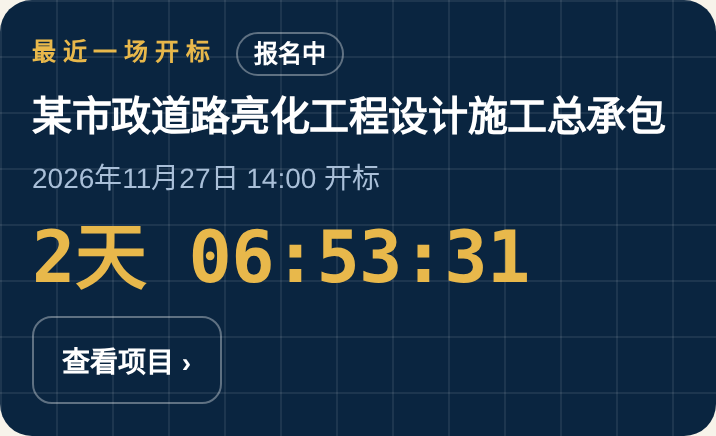 最近一场开标 报名中
某市政道路亮化工程设计施工总承包
2026年11月27日 14:00 开标
2天 06:53:31
查看项目 ›